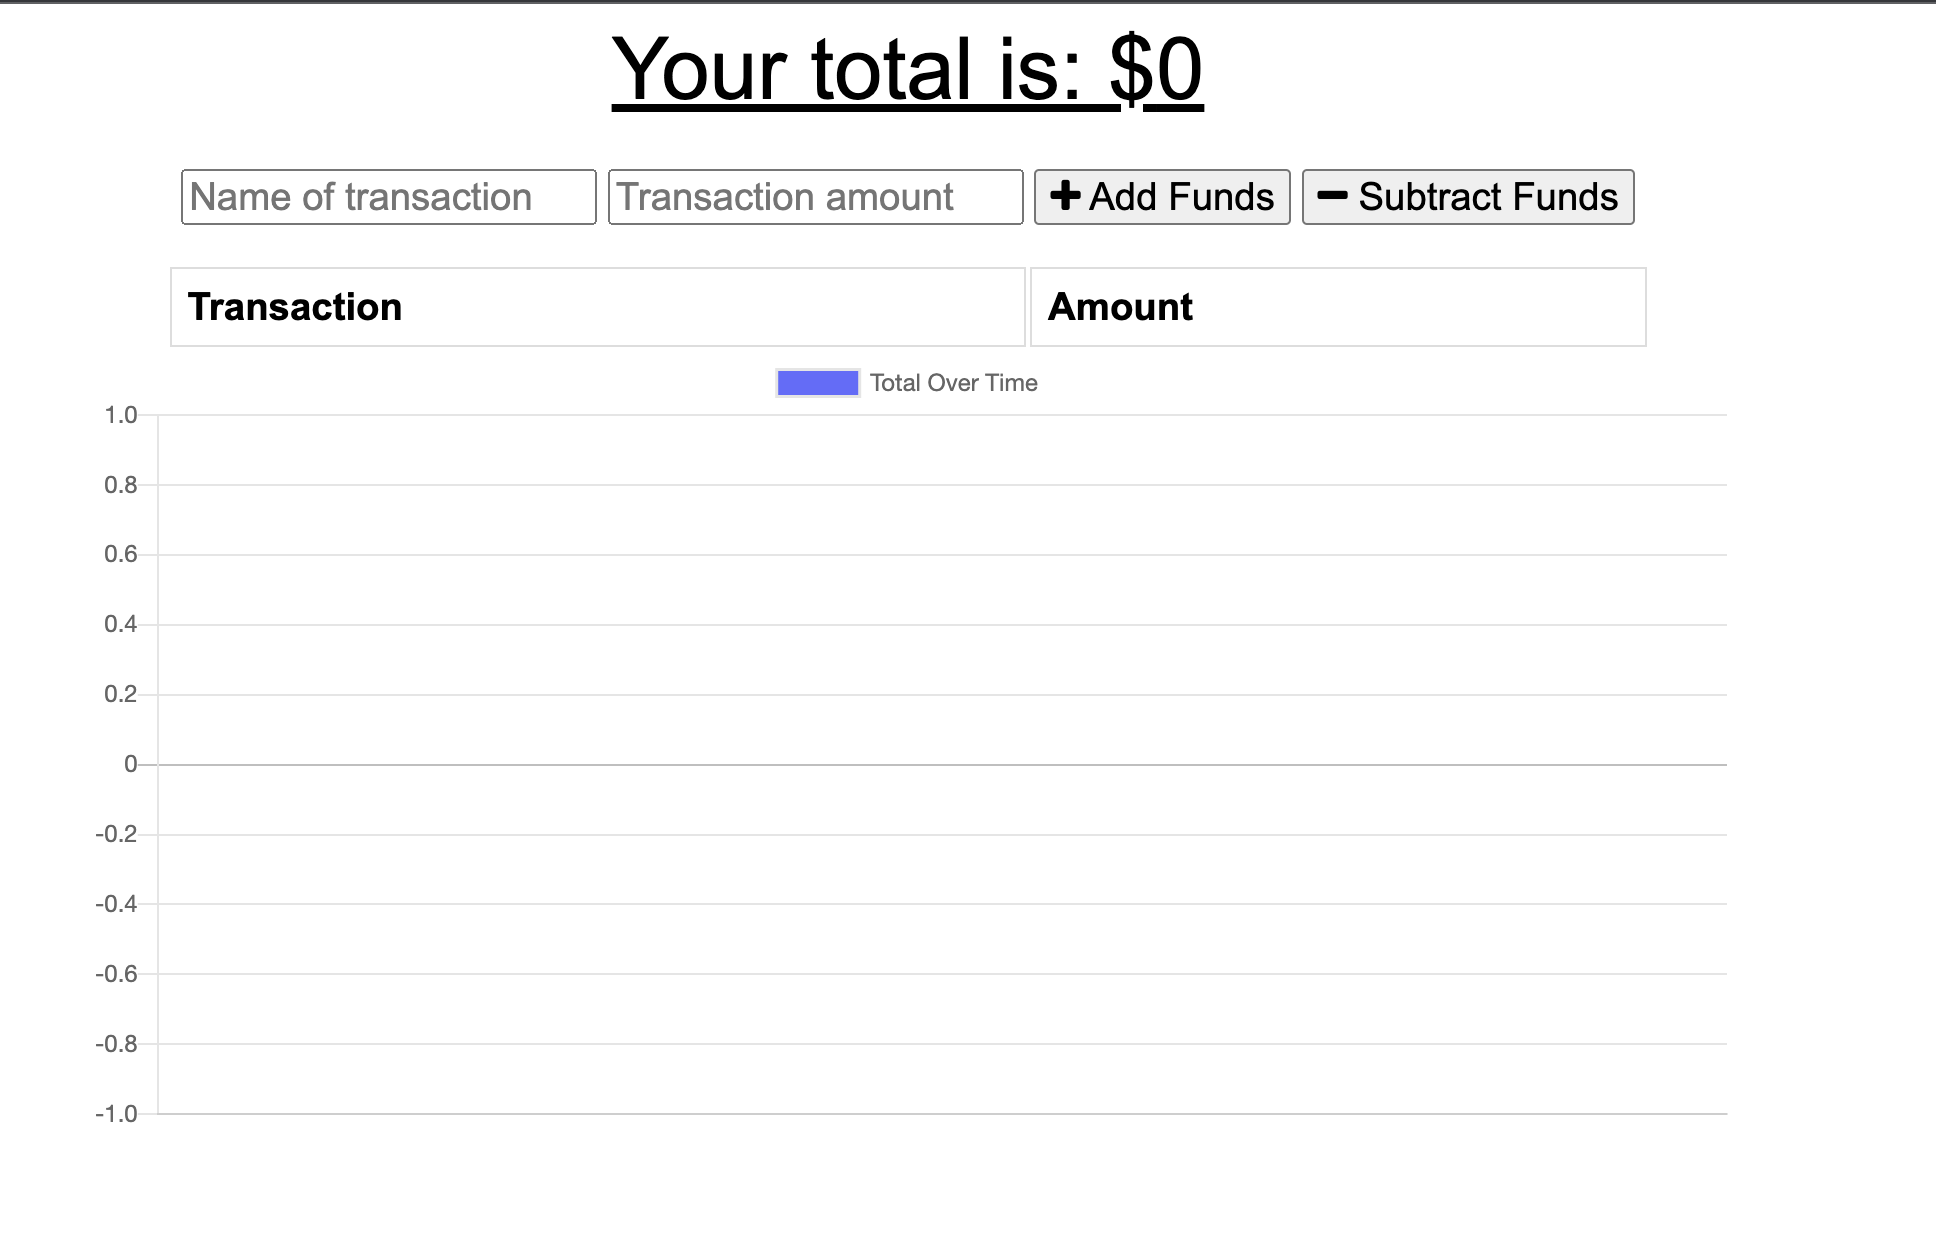 Your total is: $0
Name of transaction Transaction amount + Add Funds − Subtract Funds
Transaction Amount
Total Over Time
1.0
0.8
0.6
0.4
0.2
0
-0.2
-0.4
-0.6
-0.8
-1.0